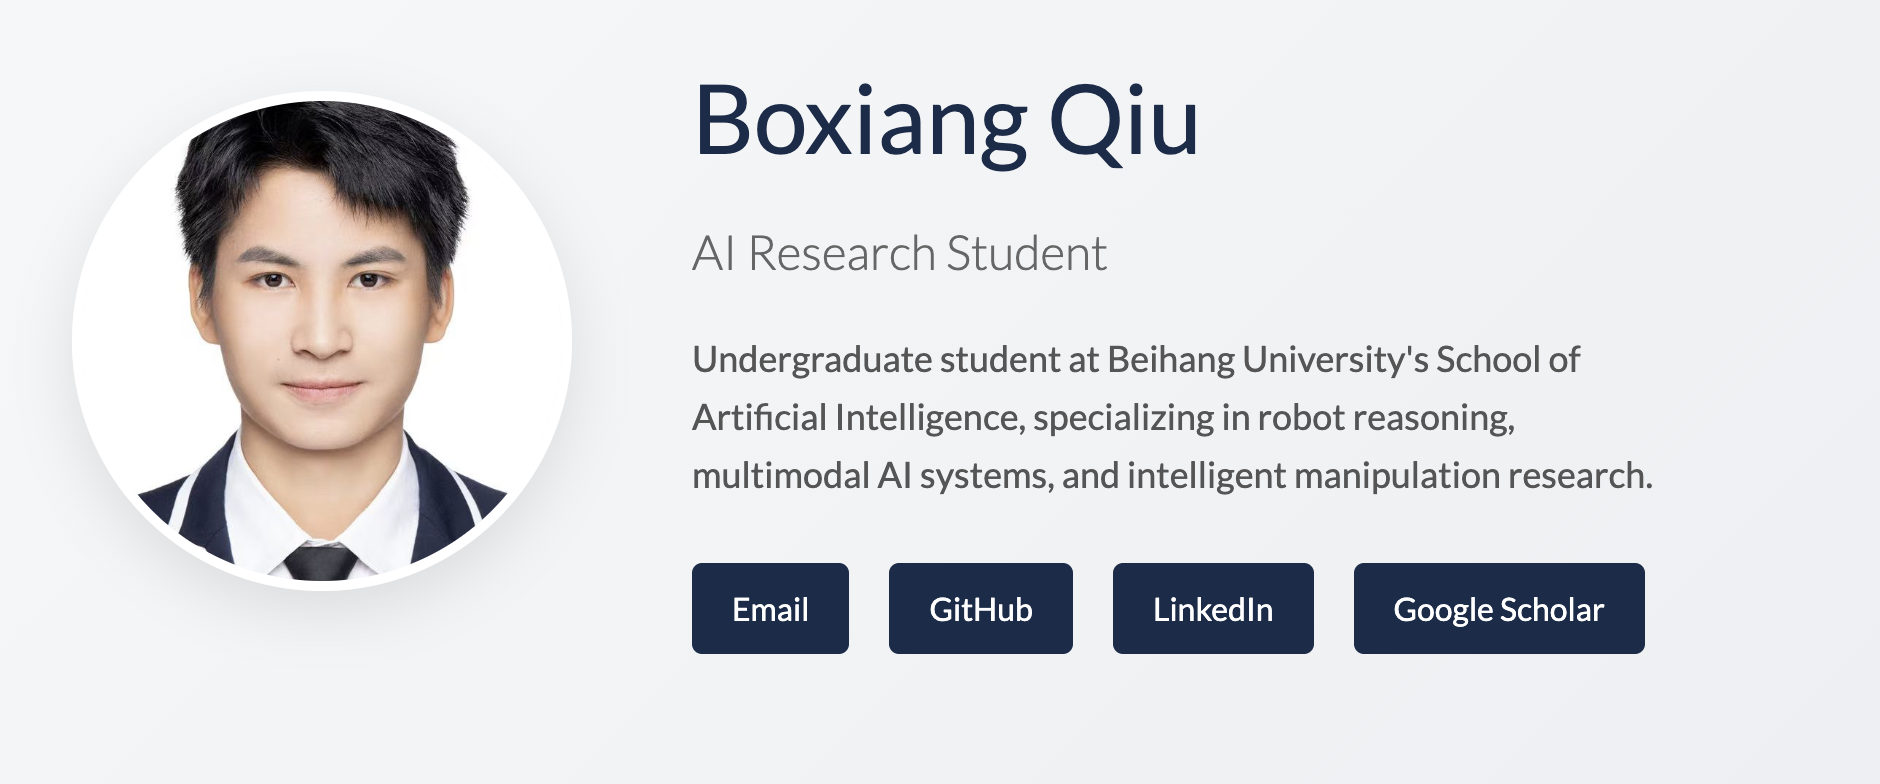 Boxiang Qiu
AI Research Student
Undergraduate student at Beihang University's School of
Artificial Intelligence, specializing in robot reasoning,
multimodal AI systems, and intelligent manipulation research.
Email GitHub LinkedIn Google Scholar